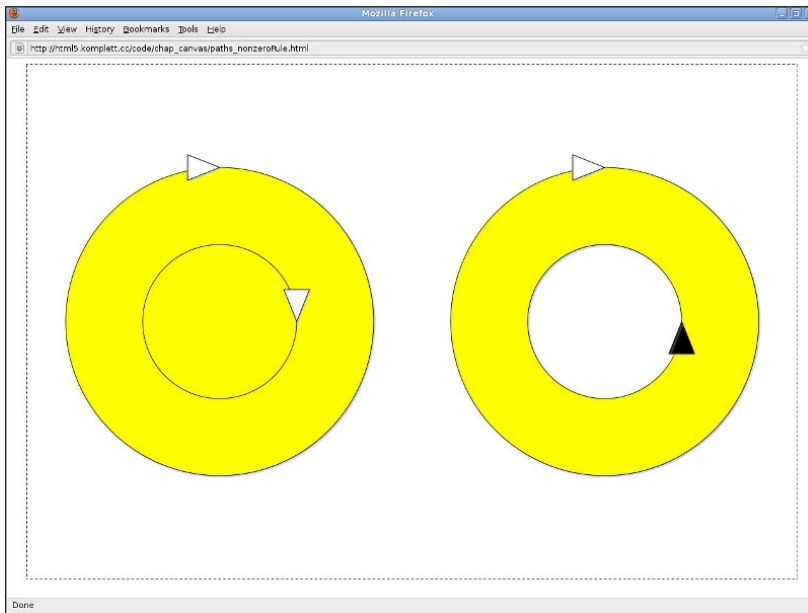 Mozilla Firefox
File Edit View History Bookmarks Tools Help
http://html5.komplett.cc/code/chap_canvas/paths_nonzeroRule.html
Done